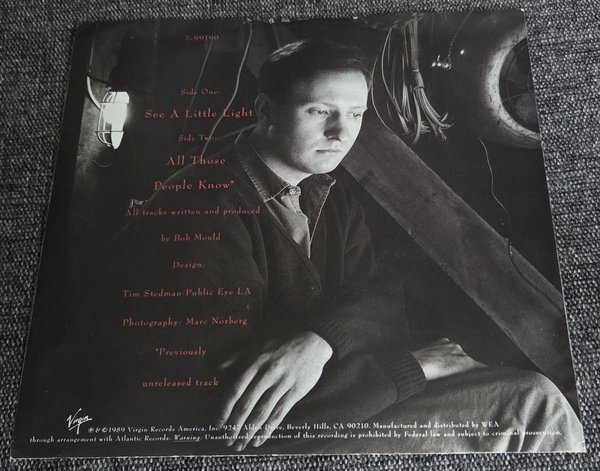 7-99190
Side One:
See A Little Light
Side Two:
All Those
People Know*
All tracks written and produced
by Bob Mould
Design:
Tim Stedman/Public Eye LA
Photography: Marc Norberg
*Previously
unreleased track
Virgin
℗ & © 1989 Virgin Records America, Inc. 9247 Alden Drive, Beverly Hills, CA 90210. Manufactured and distributed by WEA
through arrangement with Atlantic Records. Warning: Unauthorized reproduction of this recording is prohibited by Federal law and subject to criminal prosecution.